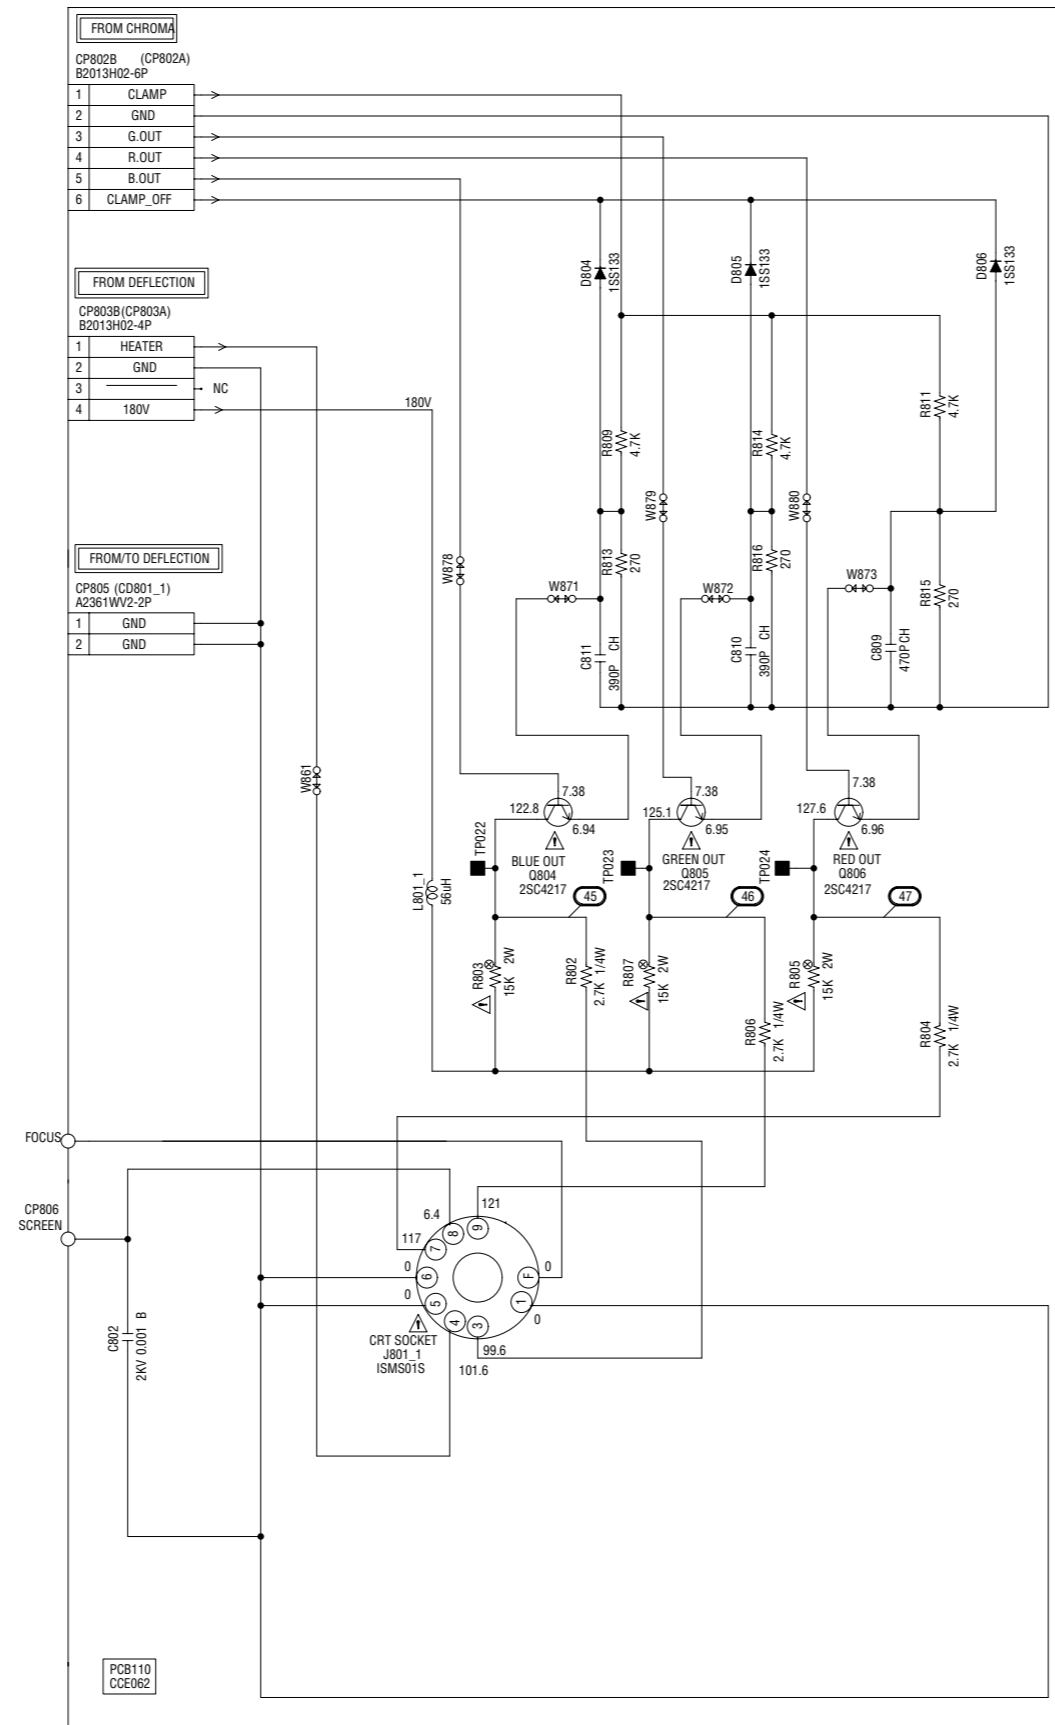 FROM CHROMA
CP802B (CP802A)
B2013H02-6P
1 CLAMP
2 GND
3 G.OUT
4 R.OUT
5 B.OUT
6 CLAMP_OFF
D804
1SS133
D805
1SS133
D806
1SS133
FROM DEFLECTION
CP803B(CP803A)
B2013H02-4P
1 HEATER
2 GND
3 NC
4 180V
180V
R809
4.7K
R814
4.7K
R811
4.7K
W879
W880
W878
FROM/TO DEFLECTION
CP805 (CD801_1)
A2361WV2-2P
1 GND
2 GND
R813
270
R816
270
R815
270
W871
W872
W873
C811
390P CH
C810
390P CH
C809
470P CH
W861
7.38
122.8
6.94
BLUE OUT
Q804
2SC4217
TP022
7.38
125.1
6.95
GREEN OUT
Q805
2SC4217
TP023
7.38
127.6
6.96
RED OUT
Q806
2SC4217
TP024
L801_1
56uH
45
46
47
R803
15K 2W
R802
2.7K 1/4W
R807
15K 2W
R806
2.7K 1/4W
R805
15K 2W
R804
2.7K 1/4W
FOCUS
CP806
SCREEN
6.4
121
117
0
0
0
0
8
9
7
6
5
4
3
1
F
CRT SOCKET
J801_1
ISMS01S
99.6
101.6
C802
2KV 0.001 B
PCB110
CCE062